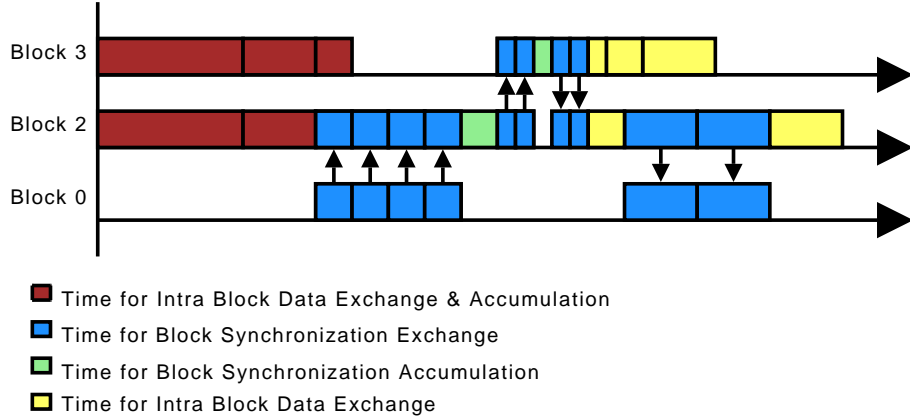 Block 3
Block 2
Block 0
Time for Intra Block Data Exchange & Accumulation
Time for Block Synchronization Exchange
Time for Block Synchronization Accumulation
Time for Intra Block Data Exchange